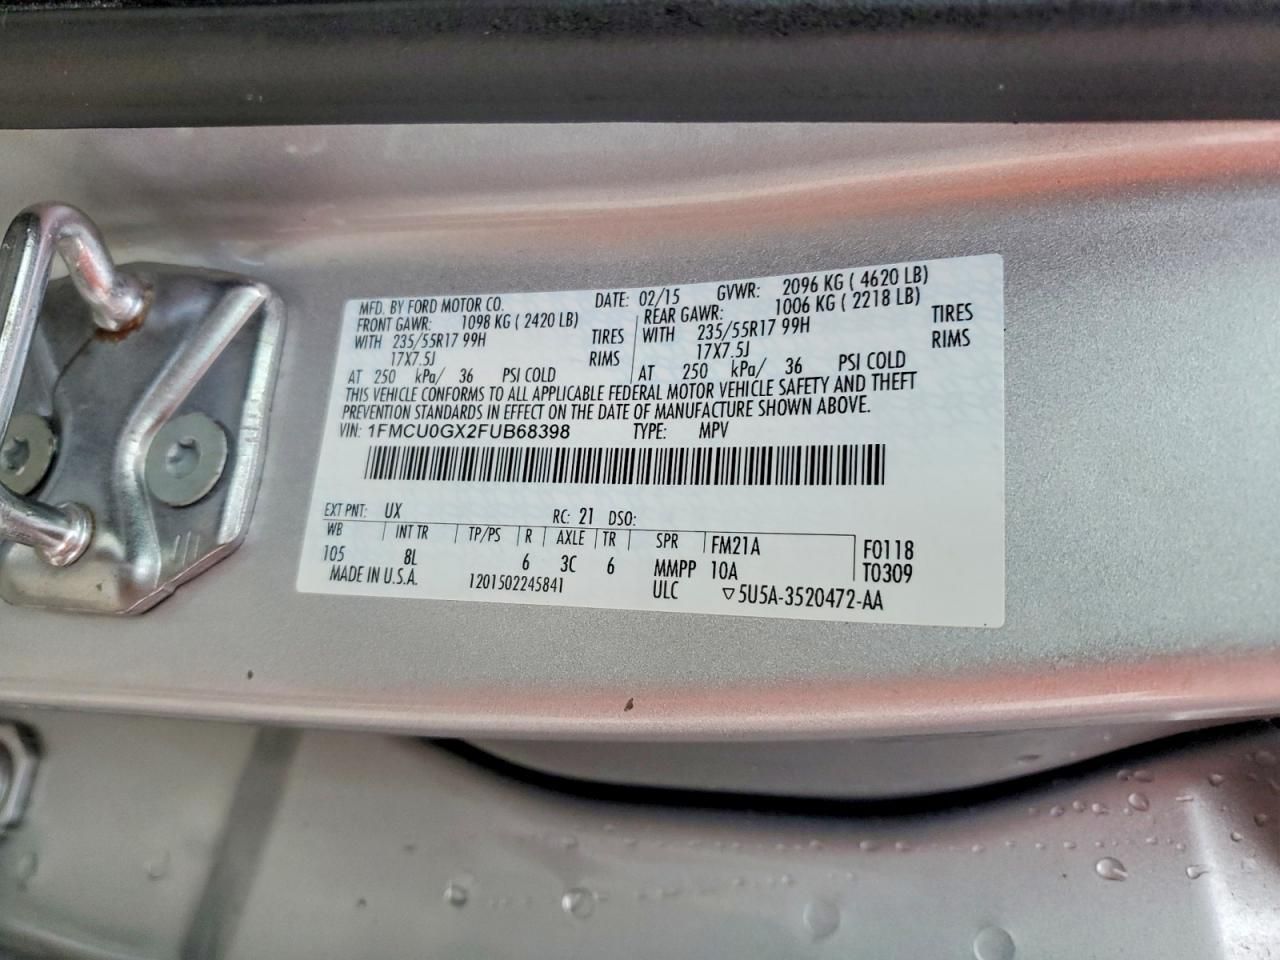 MFD. BY FORD MOTOR CO. DATE: 02/15 GVWR: 2096 KG ( 4620 LB)
FRONT GAWR: 1098 KG ( 2420 LB) REAR GAWR: 1006 KG ( 2218 LB)
WITH 235/55R17 99H TIRES WITH 235/55R17 99H TIRES
17X7.5J RIMS 17X7.5J RIMS
AT 250 kPa/ 36 PSI COLD AT 250 kPa/ 36 PSI COLD
THIS VEHICLE CONFORMS TO ALL APPLICABLE FEDERAL MOTOR VEHICLE SAFETY AND THEFT
PREVENTION STANDARDS IN EFFECT ON THE DATE OF MANUFACTURE SHOWN ABOVE.
VIN: 1FMCU0GX2FUB68398 TYPE: MPV
EXT PNT: UX RC: 21 DSO:
WB INT TR TP/PS R AXLE TR SPR FM21A F0118
105 8L 6 3C 6 MMPP 10A T0309
MADE IN U.S.A. 1201502245841 ULC ▽5U5A-3520472-AA